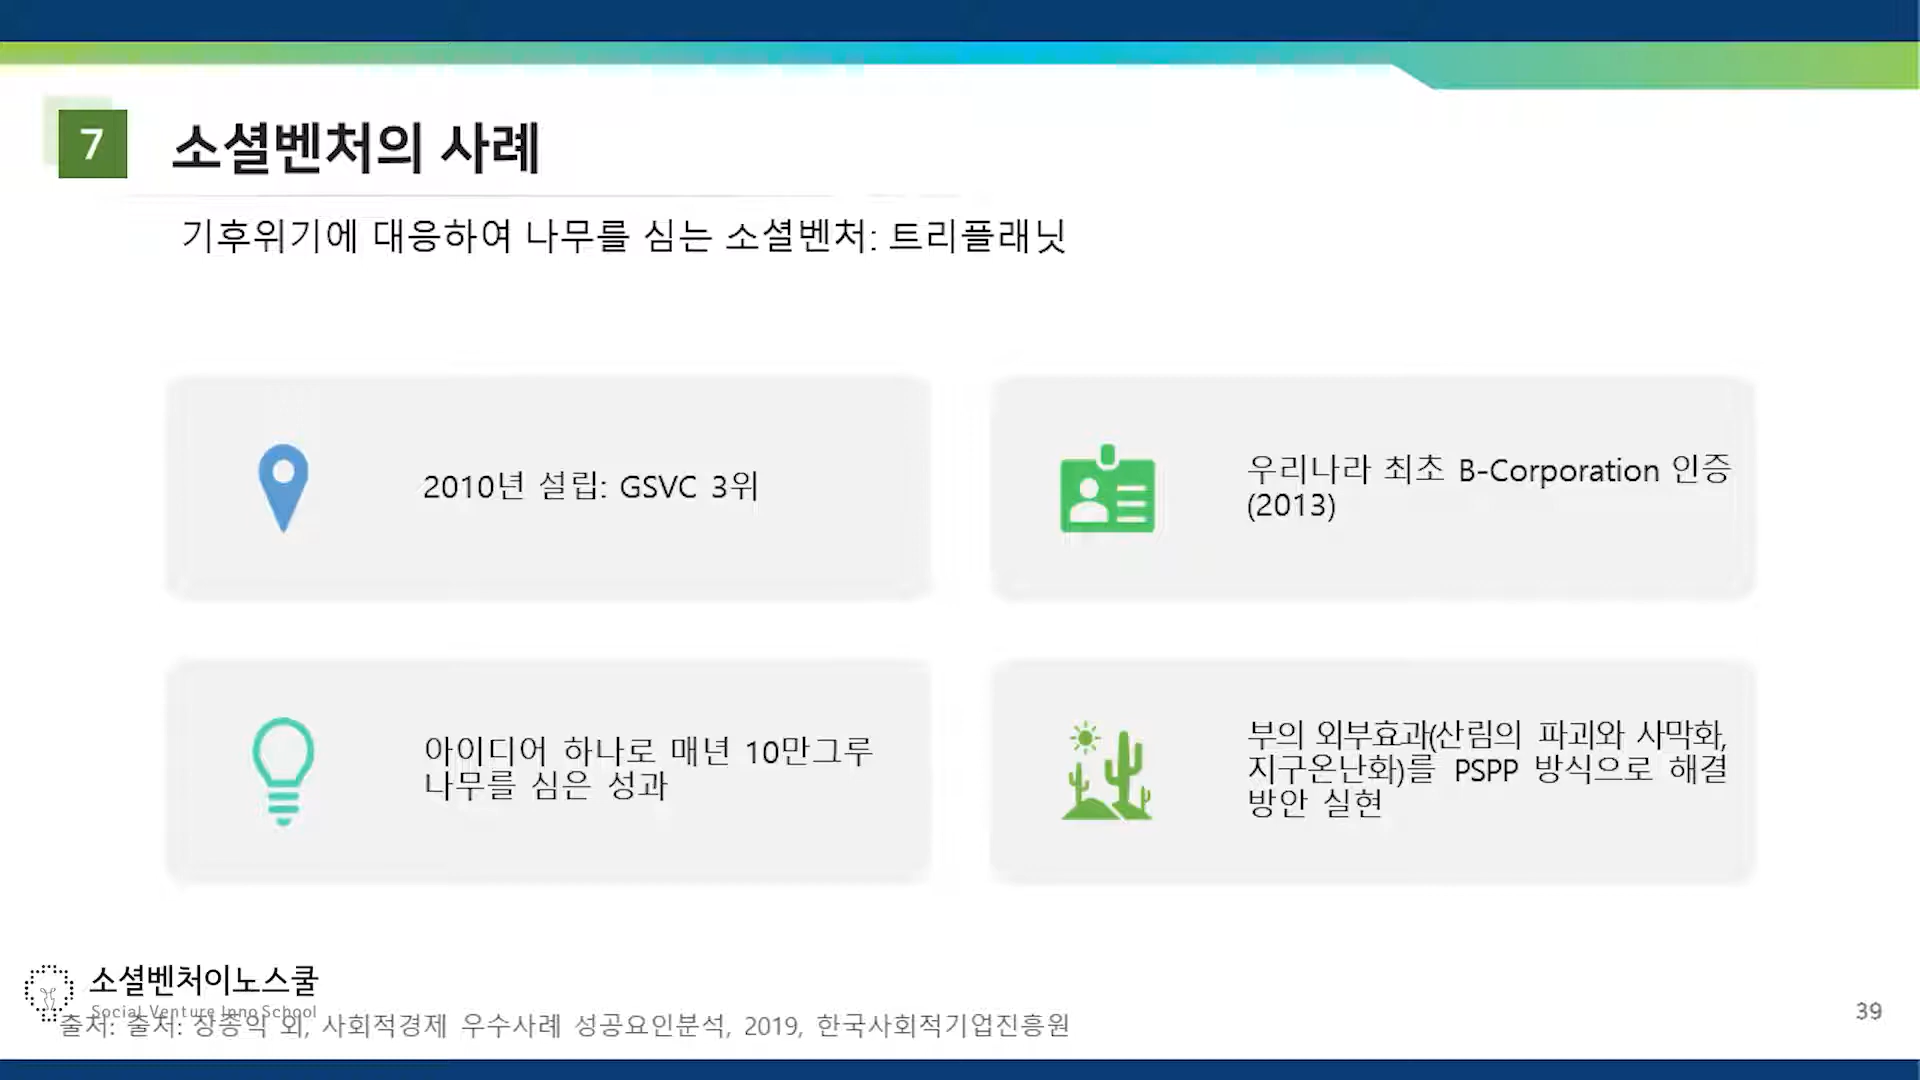 7
소셜벤처의 사례
기후위기에 대응하여 나무를 심는 소셜벤처: 트리플래닛
2010년 설립: GSVC 3위
우리나라 최초 B-Corporation 인증
(2013)
아이디어 하나로 매년 10만그루
나무를 심은 성과
부의 외부효과(산림의 파괴와 사막화,
지구온난화)를 PSPP 방식으로 해결
방안 실현
소셜벤처이노스쿨
Social Venture Inno School
출처: 출처: 장종익 외, 사회적경제 우수사례 성공요인분석, 2019, 한국사회적기업진흥원
39